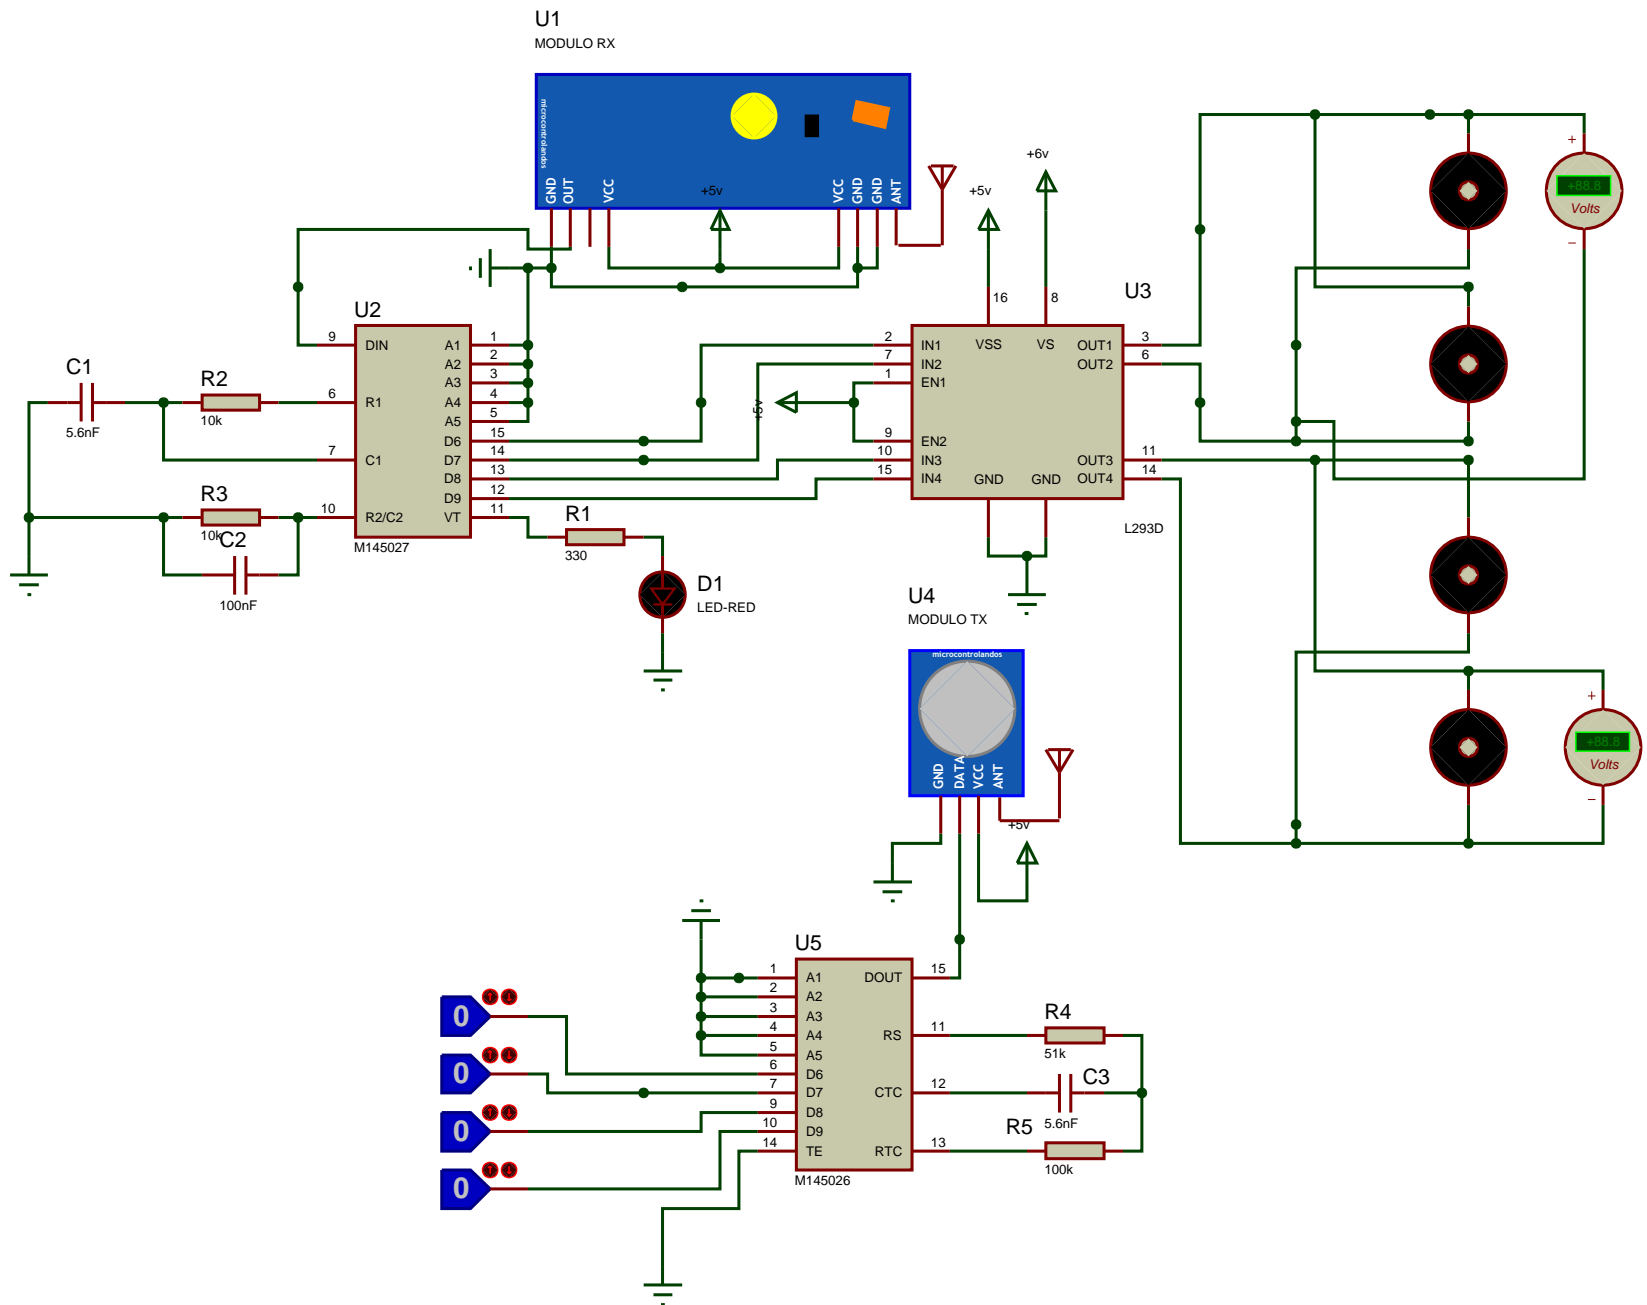 U1
MODULO RX
microcontrolandos
GND
OUT
VCC
+5v
VCC
GND
GND
ANT
+5v
+6v
+88.8
Volts
+
−
U2
9
DIN
6
R1
7
C1
10
R2/C2
A1
1
A2
2
A3
3
A4
4
A5
5
D6
15
D7
14
D8
13
D9
12
VT
11
M145027
C1
5.6nF
R2
10k
R3
10k
C2
100nF
R1
330
D1
LED-RED
U3
16
8
VSS
VS
2
IN1
7
IN2
1
EN1
9
EN2
10
IN3
15
IN4
OUT1
3
OUT2
6
OUT3
11
OUT4
14
GND
GND
L293D
+5v
U4
MODULO TX
microcontrolandos
GND
DATA
VCC
ANT
+5v
+
−
+88.8
Volts
U5
1
A1
2
A2
3
A3
4
A4
5
A5
6
D6
7
D7
9
D8
10
D9
14
TE
DOUT
15
RS
11
CTC
12
RTC
13
M145026
0
0
0
0
R4
51k
C3
5.6nF
R5
100k